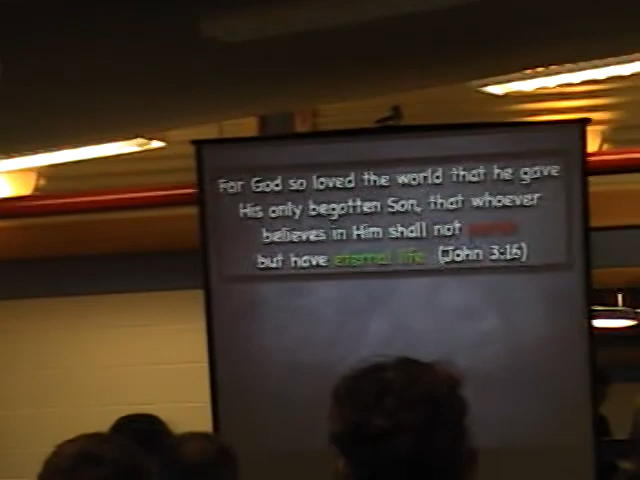 For God so loved the world that he gave
His only begotten Son, that whoever
believes in Him shall not
but have eternal life (John 3:16)